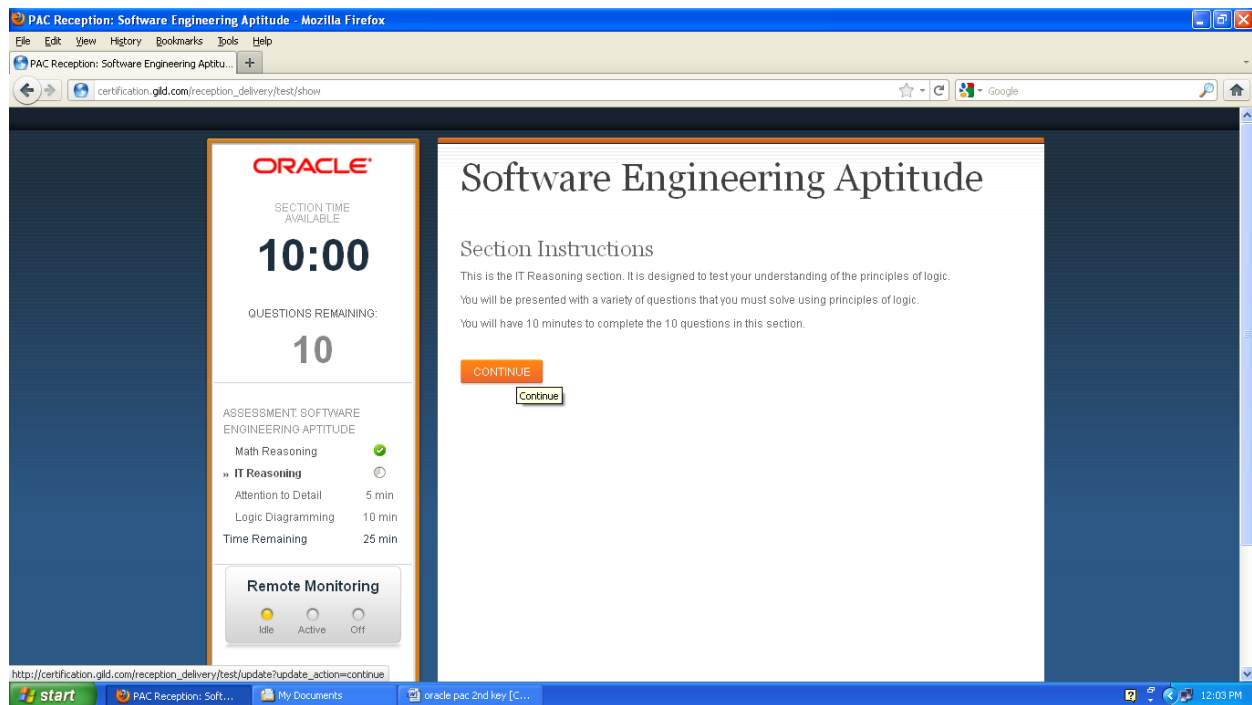 PAC Reception: Software Engineering Aptitude - Mozilla Firefox
File Edit View History Bookmarks Tools Help
PAC Reception: Software Engineering Aptitu... +
certification.gild.com/reception_delivery/test/show
Google
ORACLE
SECTION TIME
AVAILABLE
10:00
QUESTIONS REMAINING:
10
ASSESSMENT: SOFTWARE
ENGINEERING APTITUDE
Math Reasoning
» IT Reasoning
Attention to Detail 5 min
Logic Diagramming 10 min
Time Remaining 25 min
Remote Monitoring
Idle Active Off
Software Engineering Aptitude
Section Instructions
This is the IT Reasoning section. It is designed to test your understanding of the principles of logic.
You will be presented with a variety of questions that you must solve using principles of logic.
You will have 10 minutes to complete the 10 questions in this section.
CONTINUE
Continue
http://certification.gild.com/reception_delivery/test/update?update_action=continue
start PAC Reception: Soft... My Documents oracle pac 2nd key [C... 12:03 PM